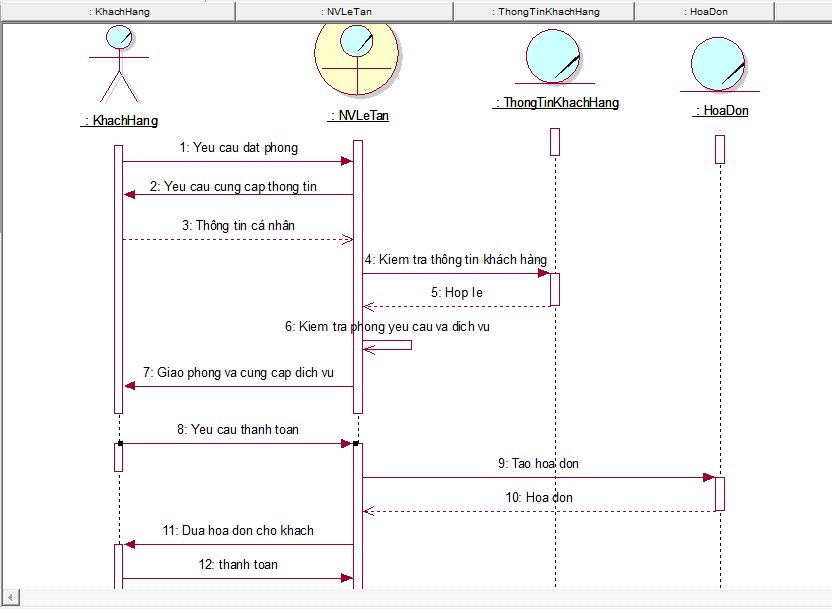 : KhachHang
: NVLeTan
: ThongTinKhachHang
: HoaDon
: KhachHang
: NVLeTan
: ThongTinKhachHang
: HoaDon
1: Yeu cau dat phong
2: Yeu cau cung cap thong tin
3: Thông tin cá nhân
4: Kiem tra thông tin khách hàng
5: Hop le
6: Kiem tra phong yeu cau va dich vu
7: Giao phong va cung cap dich vu
8: Yeu cau thanh toan
9: Tao hoa don
10: Hoa don
11: Dua hoa don cho khach
12: thanh toan